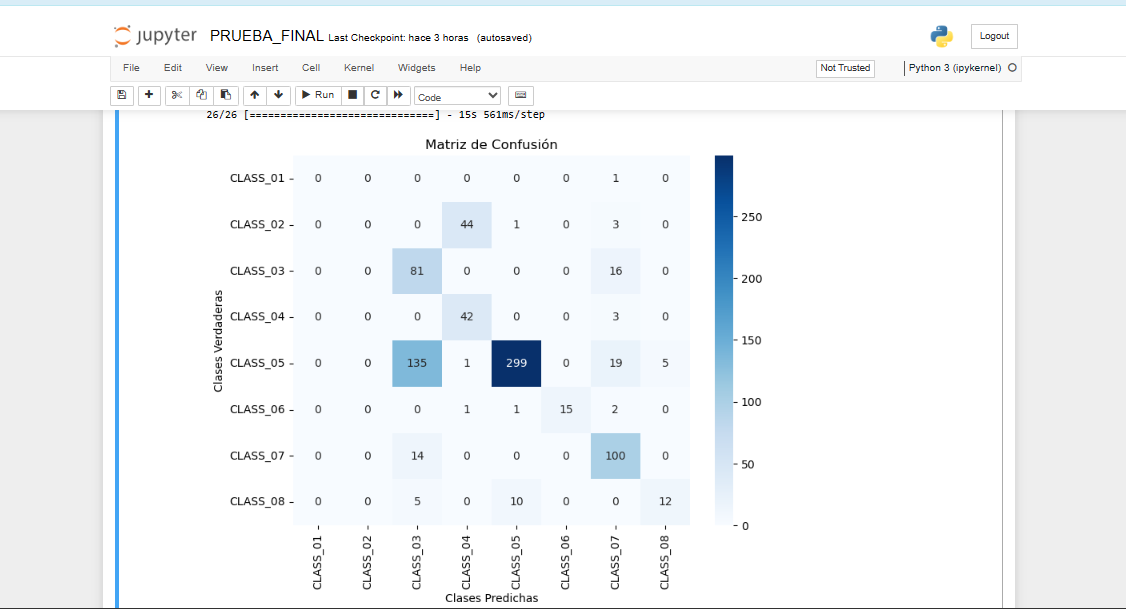 jupyter PRUEBA_FINAL Last Checkpoint: hace 3 horas (autosaved)
Logout
File Edit View Insert Cell Kernel Widgets Help
Not Trusted
Python 3 (ipykernel)
Run
Code
26/26 [==============================] - 15s 561ms/step
Matriz de Confusión
Clases Verdaderas
CLASS_01 0 0 0 0 0 0 1 0
CLASS_02 0 0 0 44 1 0 3 0
CLASS_03 0 0 81 0 0 0 16 0
CLASS_04 0 0 0 42 0 0 3 0
CLASS_05 0 0 135 1 299 0 19 5
CLASS_06 0 0 0 1 1 15 2 0
CLASS_07 0 0 14 0 0 0 100 0
CLASS_08 0 0 5 0 10 0 0 12
CLASS_01
CLASS_02
CLASS_03
CLASS_04
CLASS_05
CLASS_06
CLASS_07
CLASS_08
Clases Predichas
250
200
150
100
50
0